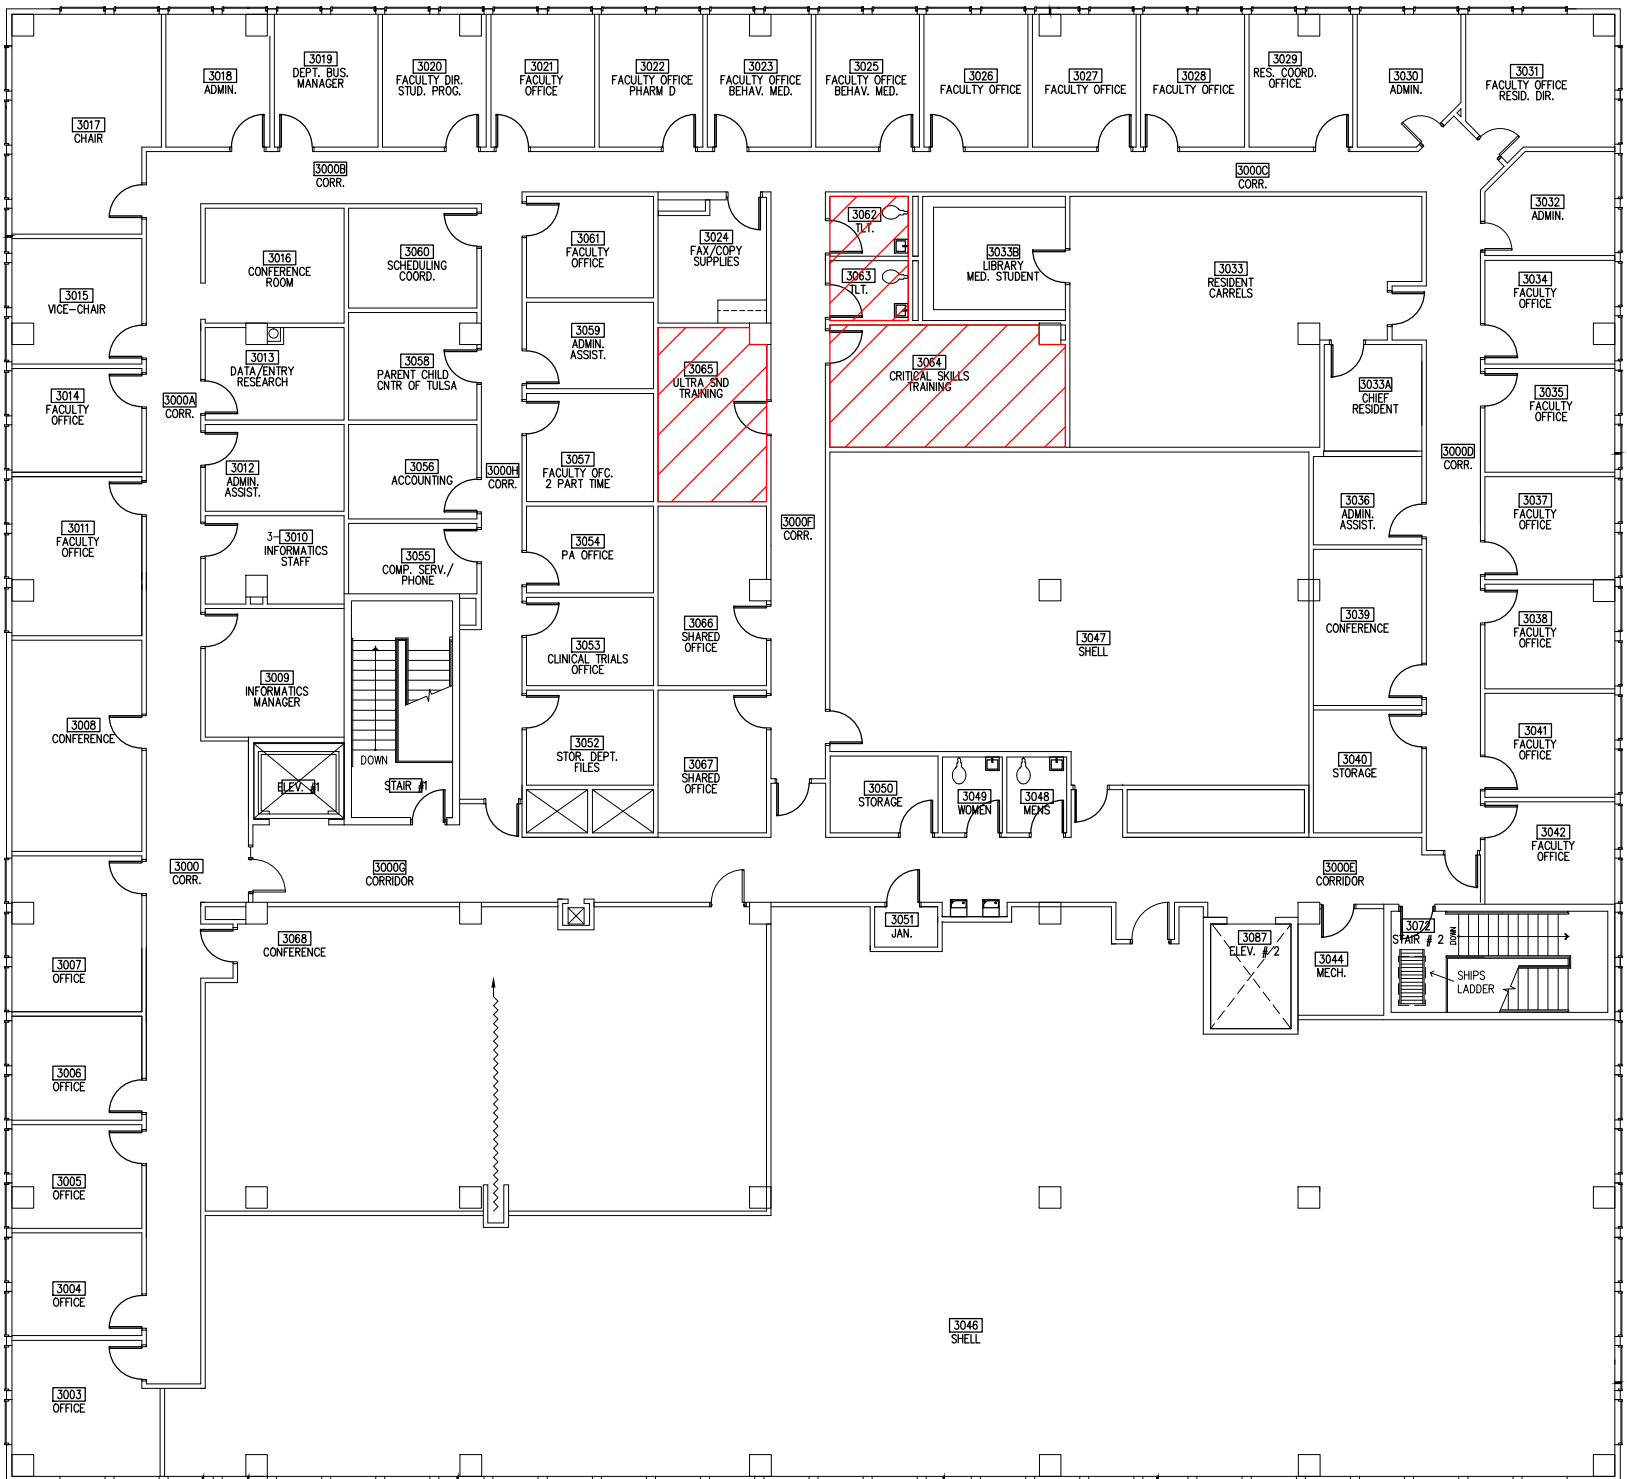 3018
ADMIN.
3019
DEPT. BUS.
MANAGER
3020
FACULTY DIR.
STUD. PROG.
3021
FACULTY
OFFICE
3022
FACULTY OFFICE
PHARM D
3023
FACULTY OFFICE
BEHAV. MED.
3025
FACULTY OFFICE
BEHAV. MED.
3026
FACULTY OFFICE
3027
FACULTY OFFICE
3028
FACULTY OFFICE
3029
RES. COORD.
OFFICE
3030
ADMIN.
3031
FACULTY OFFICE
RESID. DIR.
3017
CHAIR
3000B
CORR.
3000C
CORR.
3032
ADMIN.
3016
CONFERENCE
ROOM
3060
SCHEDULING
COORD.
3061
FACULTY
OFFICE
3024
FAX/COPY
SUPPLIES
3062
TLT.
3063
TLT.
3033B
LIBRARY
MED. STUDENT
3033
RESIDENT
CARRELS
3034
FACULTY
OFFICE
3015
VICE-CHAIR
3013
DATA/ENTRY
RESEARCH
3058
PARENT CHILD
CNTR OF TULSA
3059
ADMIN.
ASSIST.
3065
ULTRA SND
TRAINING
3064
CRITICAL SKILLS
TRAINING
3033A
CHIEF
RESIDENT
3035
FACULTY
OFFICE
3014
FACULTY
OFFICE
3000A
CORR.
3012
ADMIN.
ASSIST.
3056
ACCOUNTING
3000H
CORR.
3057
FACULTY OFC.
2 PART TIME
3000D
CORR.
3036
ADMIN.
ASSIST.
3037
FACULTY
OFFICE
3011
FACULTY
OFFICE
3-3010
INFORMATICS
STAFF
3055
COMP. SERV./
PHONE
3054
PA OFFICE
3000F
CORR.
3066
SHARED
OFFICE
3047
SHELL
3039
CONFERENCE
3038
FACULTY
OFFICE
3009
INFORMATICS
MANAGER
3053
CLINICAL TRIALS
OFFICE
3008
CONFERENCE
DOWN
ELEV. #1
STAIR #1
3052
STOR. DEPT.
FILES
3067
SHARED
OFFICE
3050
STORAGE
3049
WOMEN
3048
MENS
3040
STORAGE
3041
FACULTY
OFFICE
3042
FACULTY
OFFICE
3000
CORR.
3000G
CORRIDOR
3000E
CORRIDOR
3068
CONFERENCE
3051
JAN.
3087
ELEV. # 2
3044
MECH.
3072
STAIR # 2
DOWN
SHIPS
LADDER
3007
OFFICE
3006
OFFICE
3005
OFFICE
3004
OFFICE
3046
SHELL
3003
OFFICE